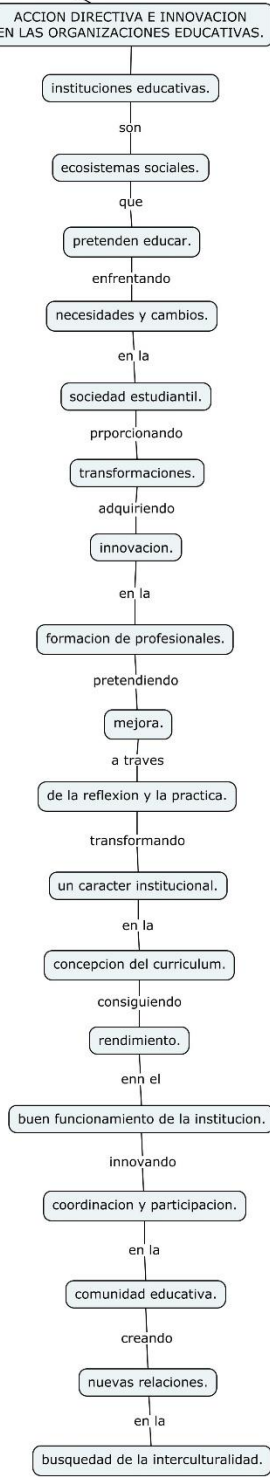 ACCION DIRECTIVA E INNOVACION
EN LAS ORGANIZACIONES EDUCATIVAS.
instituciones educativas.
son
ecosistemas sociales.
que
pretenden educar.
enfrentando
necesidades y cambios.
en la
sociedad estudiantil.
prporcionando
transformaciones.
adquiriendo
innovacion.
en la
formacion de profesionales.
pretendiendo
mejora.
a traves
de la reflexion y la practica.
transformando
un caracter institucional.
en la
concepcion del curriculum.
consiguiendo
rendimiento.
enn el
buen funcionamiento de la institucion.
innovando
coordinacion y participacion.
en la
comunidad educativa.
creando
nuevas relaciones.
en la
busquedad de la interculturalidad.